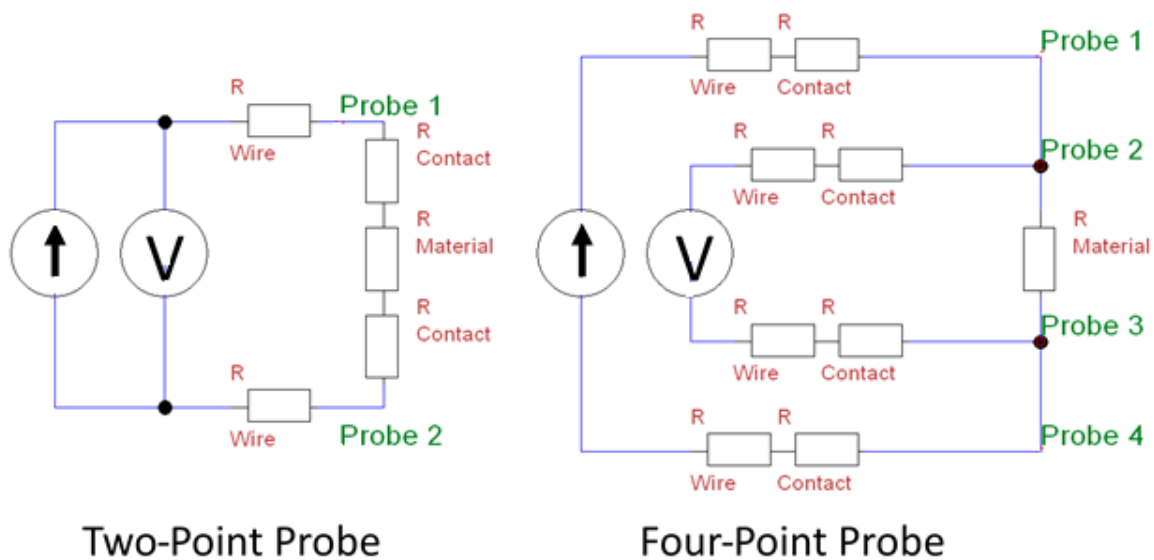 R
Wire
Probe 1
R
Contact
R
Material
R
Contact
V
R
Wire
Probe 2
Two-Point Probe
R
R
Wire
Contact
Probe 1
R
R
Wire
Contact
Probe 2
V
R
Material
R
R
Wire
Contact
Probe 3
R
R
Wire
Contact
Probe 4
Four-Point Probe